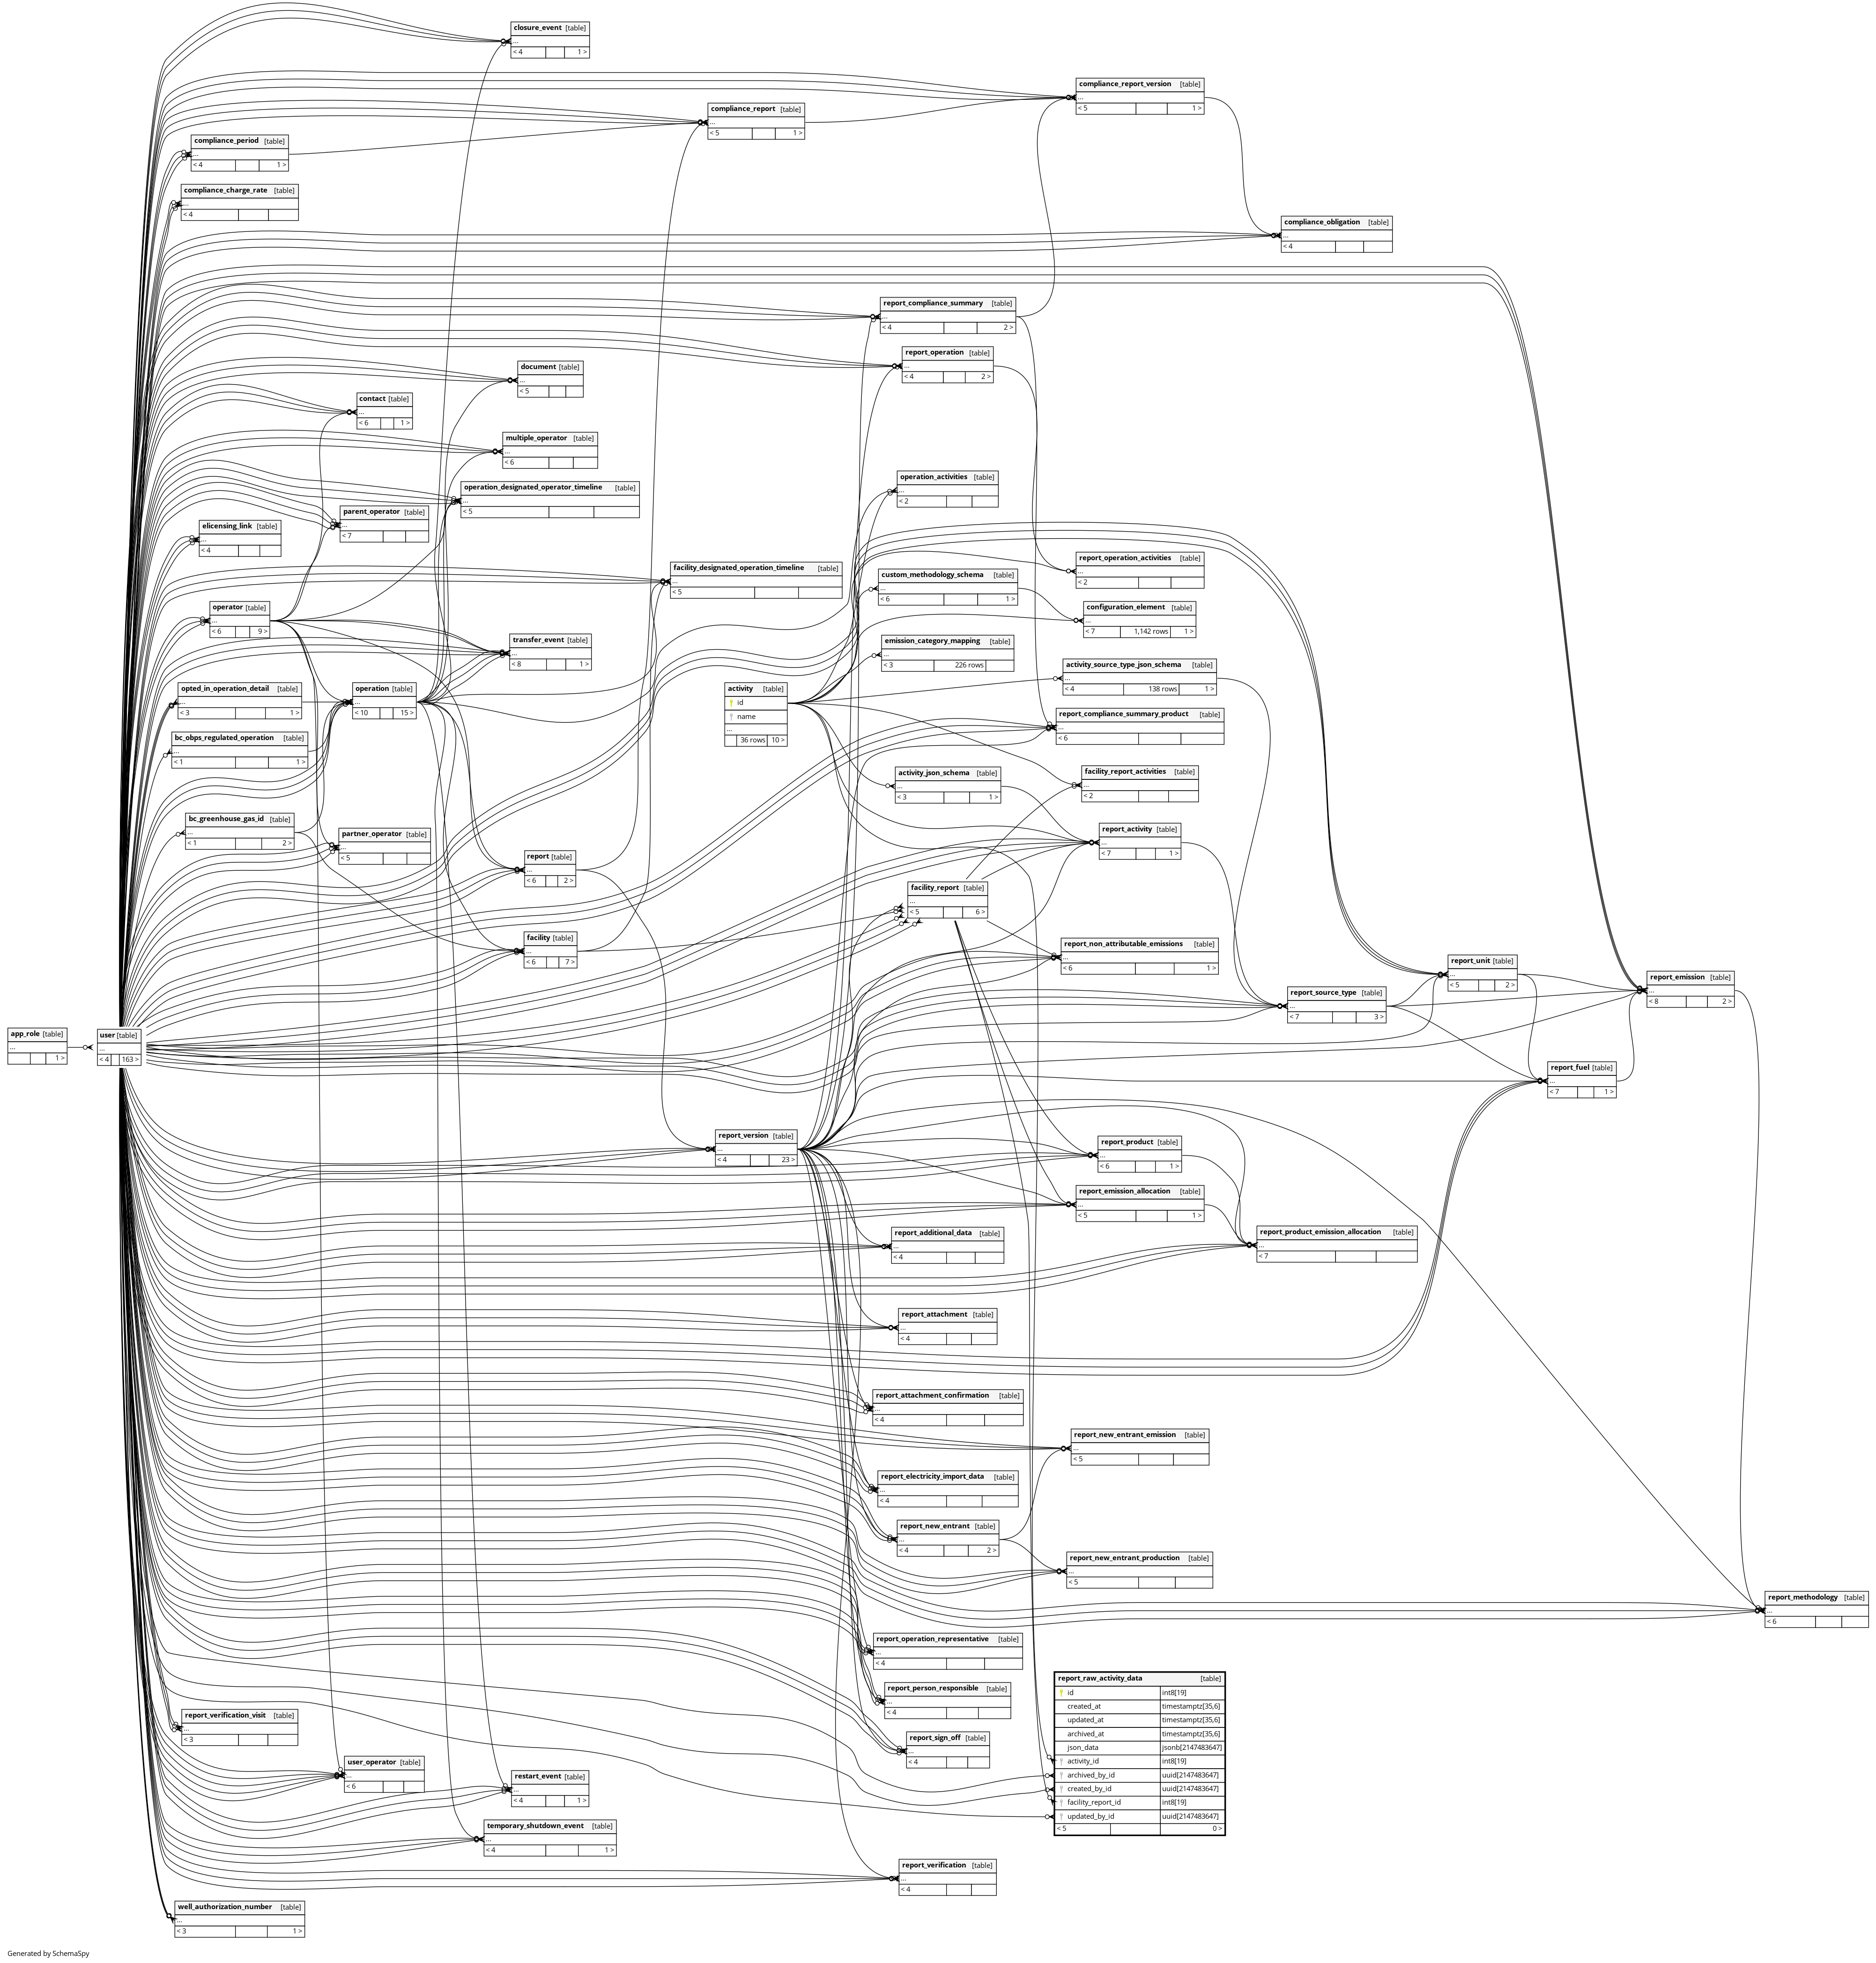 closure_event [table]
...
< 4 1 >
compliance_report_version [table]
...
< 5 1 >
compliance_report [table]
...
< 5 1 >
compliance_period [table]
...
< 4 1 >
compliance_charge_rate [table]
...
< 4
compliance_obligation [table]
...
< 4
report_compliance_summary [table]
...
< 4 2 >
report_operation [table]
...
< 4 2 >
document [table]
...
< 5
contact [table]
...
< 6 1 >
multiple_operator [table]
...
< 6
operation_activities [table]
...
< 2
operation_designated_operator_timeline [table]
...
< 5
parent_operator [table]
...
< 7
elicensing_link [table]
...
< 4
report_operation_activities [table]
...
< 2
facility_designated_operation_timeline [table]
...
< 5
custom_methodology_schema [table]
...
< 6 1 >
configuration_element [table]
...
< 7 1,142 rows 1 >
operator [table]
...
< 6 9 >
transfer_event [table]
...
< 8 1 >
emission_category_mapping [table]
...
< 3 226 rows
activity_source_type_json_schema [table]
...
< 4 138 rows 1 >
opted_in_operation_detail [table]
...
< 3 1 >
operation [table]
...
< 10 15 >
activity [table]
id
name
...
36 rows 10 >
report_compliance_summary_product [table]
...
< 6
bc_obps_regulated_operation [table]
...
< 1 1 >
activity_json_schema [table]
...
< 3 1 >
facility_report_activities [table]
...
< 2
bc_greenhouse_gas_id [table]
...
< 1 2 >
partner_operator [table]
...
< 5
report_activity [table]
...
< 7 1 >
report [table]
...
< 6 2 >
facility_report [table]
...
< 5 6 >
facility [table]
...
< 6 7 >
report_non_attributable_emissions [table]
...
< 6 1 >
report_unit [table]
...
< 5 2 >
report_emission [table]
...
< 8 2 >
report_source_type [table]
...
< 7 3 >
app_role [table]
...
1 >
user [table]
...
< 4 163 >
report_fuel [table]
...
< 7 1 >
report_version [table]
...
< 4 23 >
report_product [table]
...
< 6 1 >
report_emission_allocation [table]
...
< 5 1 >
report_additional_data [table]
...
< 4
report_product_emission_allocation [table]
...
< 7
report_attachment [table]
...
< 4
report_attachment_confirmation [table]
...
< 4
report_new_entrant_emission [table]
...
< 5
report_electricity_import_data [table]
...
< 4
report_new_entrant [table]
...
< 4 2 >
report_new_entrant_production [table]
...
< 5
report_methodology [table]
...
< 6
report_operation_representative [table]
...
< 4
report_raw_activity_data [table]
id int8[19]
created_at timestamptz[35,6]
updated_at timestamptz[35,6]
archived_at timestamptz[35,6]
json_data jsonb[2147483647]
activity_id int8[19]
archived_by_id uuid[2147483647]
created_by_id uuid[2147483647]
facility_report_id int8[19]
updated_by_id uuid[2147483647]
< 5 0 >
report_person_responsible [table]
...
< 4
report_verification_visit [table]
...
< 3
report_sign_off [table]
...
< 4
user_operator [table]
...
< 6
restart_event [table]
...
< 4 1 >
temporary_shutdown_event [table]
...
< 4 1 >
report_verification [table]
...
< 4
well_authorization_number [table]
...
< 3 1 >
Generated by SchemaSpy